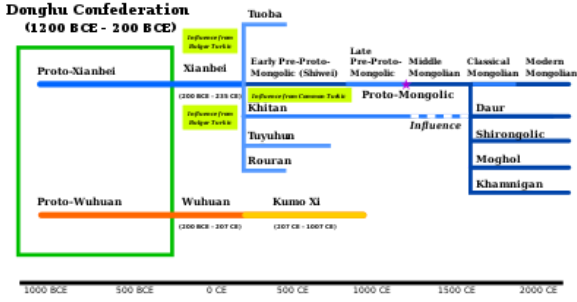 Donghu Confederation
(1200 BCE - 200 BCE)
Tuoba
Influence from
Bulgar Turkic
Proto-Xianbei
Xianbei
(200 BCE - 235 CE)
Early Pre-Proto-
Mongolic (Shiwei)
Late
Pre-Proto-
Mongolic
Middle
Mongolian
Classical
Mongolian
Modern
Mongolian
Influence from Common Turkic
Proto-Mongolic
Influence from
Bulgar Turkic
Khitan
Influence
Daur
Tuyuhun
Shirongolic
Rouran
Moghol
Khamnigan
Proto-Wuhuan
Wuhuan
(200 BCE - 207 CE)
Kumo Xi
(207 CE - 1007 CE)
1000 BCE
500 BCE
0 CE
500 CE
1000 CE
1500 CE
2000 CE